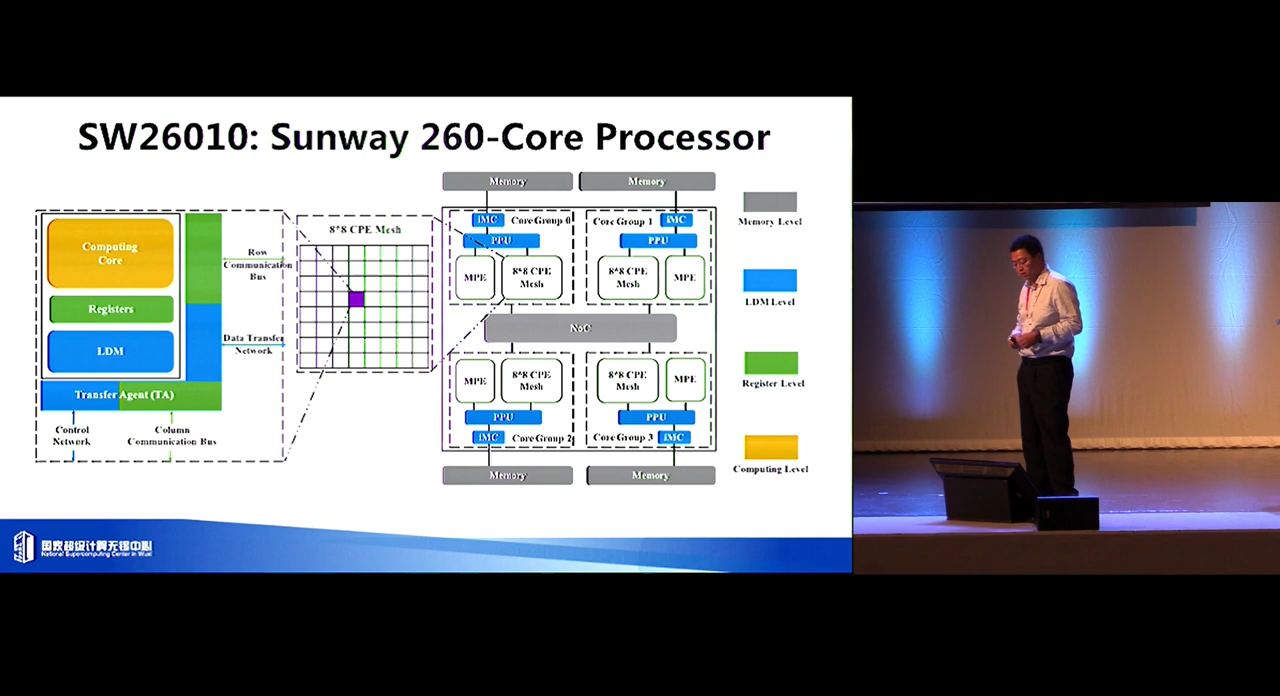 SW26010: Sunway 260-Core Processor
Computing
Core
Registers
LDM
Transfer Agent (TA)
Control
Network
Column
Communication Bus
Row
Communication
Bus
Data Transfer
Network
8*8 CPE Mesh
Memory
Memory
iMC
Core Group 0
PPU
MPE
8*8 CPE
Mesh
Core Group 1
iMC
PPU
8*8 CPE
Mesh
MPE
NoC
MPE
8*8 CPE
Mesh
PPU
iMC
Core Group 2
8*8 CPE
Mesh
MPE
PPU
Core Group 3
iMC
Memory
Memory
Memory Level
LDM Level
Register Level
Computing Level
国家超级计算无锡中心
National Supercomputing Center in Wuxi